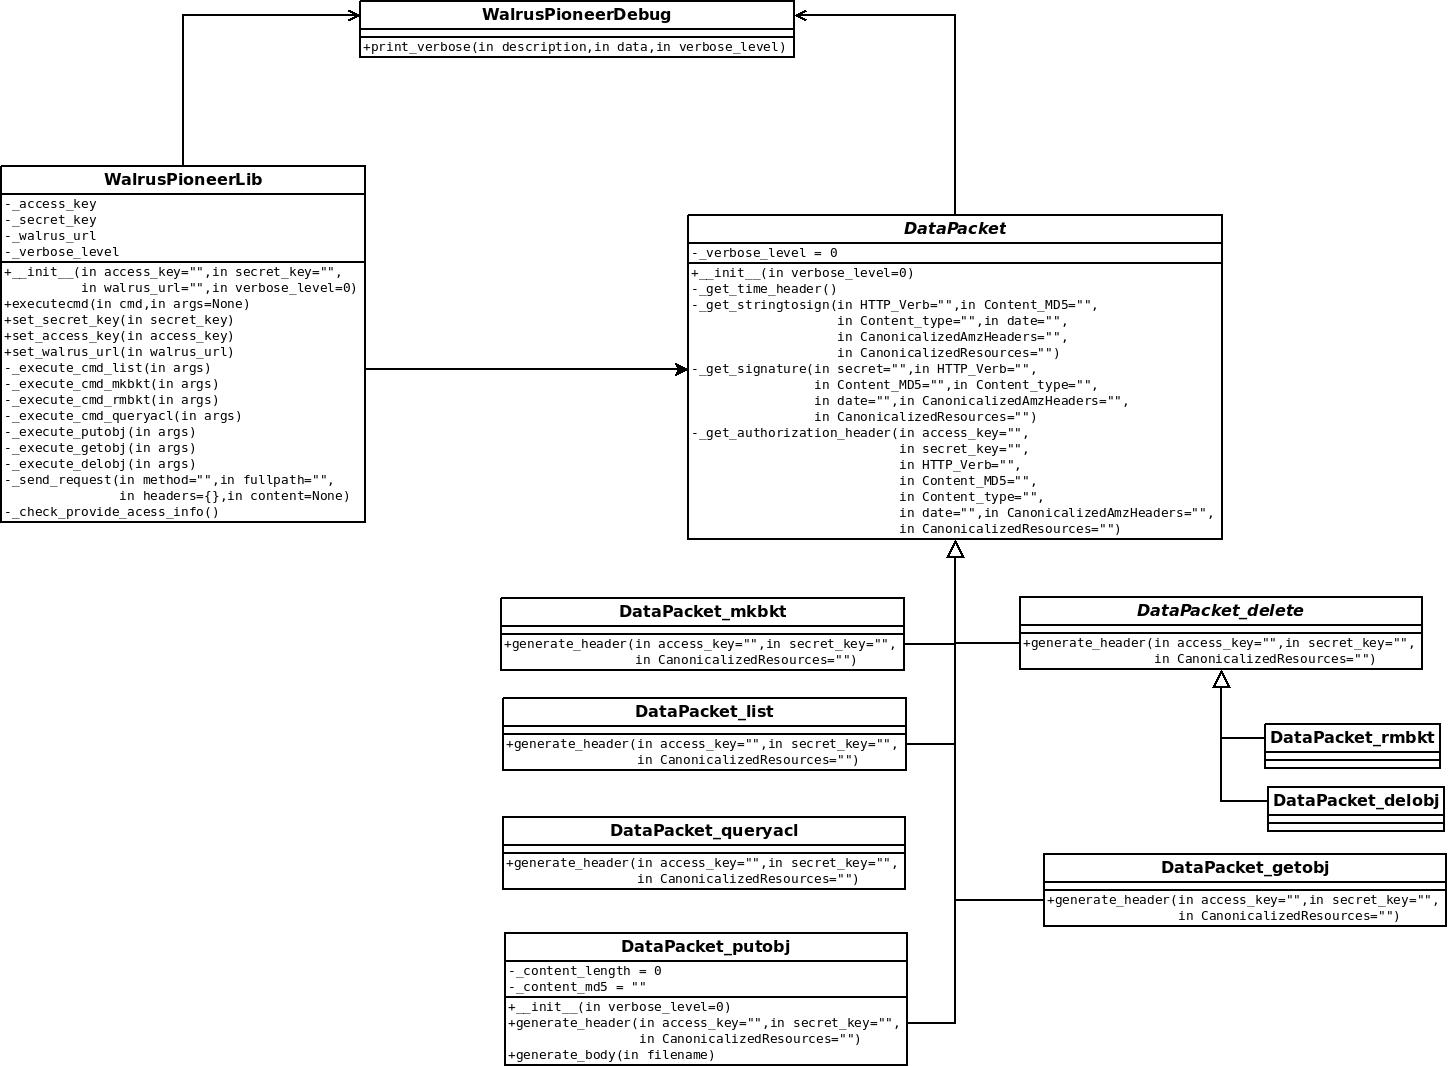 WalrusPioneerDebug
+print_verbose(in description,in data,in verbose_level)
WalrusPioneerLib
-_access_key
-_secret_key
-_walrus_url
-_verbose_level
+__init__(in access_key="",in secret_key="",
in walrus_url="",in verbose_level=0)
+executecmd(in cmd,in args=None)
+set_secret_key(in secret_key)
+set_access_key(in access_key)
+set_walrus_url(in walrus_url)
-_execute_cmd_list(in args)
-_execute_cmd_mkbkt(in args)
-_execute_cmd_rmbkt(in args)
-_execute_cmd_queryacl(in args)
-_execute_putobj(in args)
-_execute_getobj(in args)
-_execute_delobj(in args)
-_send_request(in method="",in fullpath="",
in headers={},in content=None)
-_check_provide_acess_info()
DataPacket
-_verbose_level = 0
+__init__(in verbose_level=0)
-_get_time_header()
-_get_stringtosign(in HTTP_Verb="",in Content_MD5="",
in Content_type="",in date="",
in CanonicalizedAmzHeaders="",
in CanonicalizedResources="")
-_get_signature(in secret="",in HTTP_Verb="",
in Content_MD5="",in Content_type="",
in date="",in CanonicalizedAmzHeaders="",
in CanonicalizedResources="")
-_get_authorization_header(in access_key="",
in secret_key="",
in HTTP_Verb="",
in Content_MD5="",
in Content_type="",
in date="",in CanonicalizedAmzHeaders="",
in CanonicalizedResources="")
DataPacket_mkbkt
+generate_header(in access_key="",in secret_key="",
in CanonicalizedResources="")
DataPacket_delete
+generate_header(in access_key="",in secret_key="",
in CanonicalizedResources="")
DataPacket_list
+generate_header(in access_key="",in secret_key="",
in CanonicalizedResources="")
DataPacket_rmbkt
DataPacket_delobj
DataPacket_queryacl
+generate_header(in access_key="",in secret_key="",
in CanonicalizedResources="")
DataPacket_getobj
+generate_header(in access_key="",in secret_key="",
in CanonicalizedResources="")
DataPacket_putobj
-_content_length = 0
-_content_md5 = ""
+__init__(in verbose_level=0)
+generate_header(in access_key="",in secret_key="",
in CanonicalizedResources="")
+generate_body(in filename)